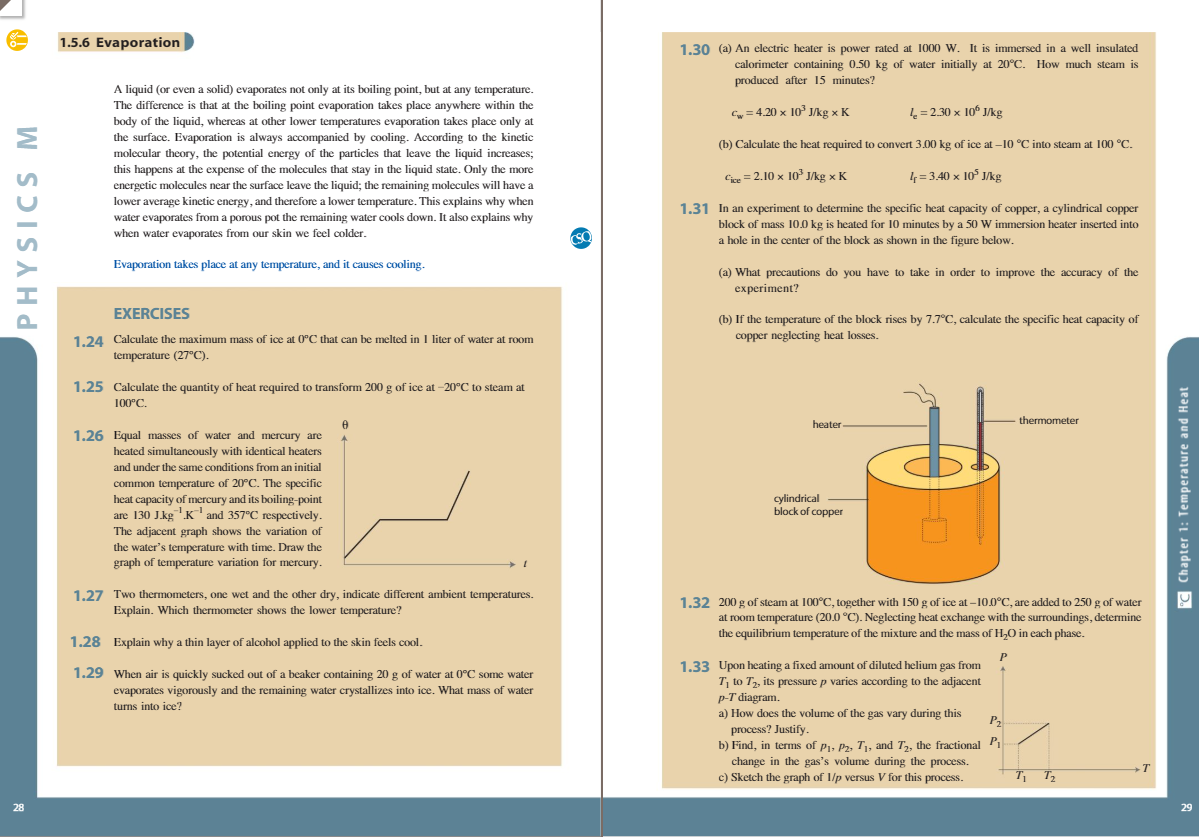 1.5.6 Evaporation
PHYSICS M
A liquid (or even a solid) evaporates not only at its boiling point, but at any temperature.
The difference is that at the boiling point evaporation takes place anywhere within the
body of the liquid, whereas at other lower temperatures evaporation takes place only at
the surface. Evaporation is always accompanied by cooling. According to the kinetic
molecular theory, the potential energy of the particles that leave the liquid increases;
this happens at the expense of the molecules that stay in the liquid state. Only the more
energetic molecules near the surface leave the liquid; the remaining molecules will have a
lower average kinetic energy, and therefore a lower temperature. This explains why when
water evaporates from a porous pot the remaining water cools down. It also explains why
when water evaporates from our skin we feel colder.
CSQ
Evaporation takes place at any temperature, and it causes cooling.
EXERCISES
1.24 Calculate the maximum mass of ice at 0°C that can be melted in 1 liter of water at room
temperature (27°C).
1.25 Calculate the quantity of heat required to transform 200 g of ice at –20°C to steam at
100°C.
1.26 Equal masses of water and mercury are
heated simultaneously with identical heaters
and under the same conditions from an initial
common temperature of 20°C. The specific
heat capacity of mercury and its boiling-point
are 130 J.kg⁻¹.K⁻¹ and 357°C respectively.
The adjacent graph shows the variation of
the water's temperature with time. Draw the
graph of temperature variation for mercury.
θ
t
1.27 Two thermometers, one wet and the other dry, indicate different ambient temperatures.
Explain. Which thermometer shows the lower temperature?
1.28 Explain why a thin layer of alcohol applied to the skin feels cool.
1.29 When air is quickly sucked out of a beaker containing 20 g of water at 0°C some water
evaporates vigorously and the remaining water crystallizes into ice. What mass of water
turns into ice?
28
1.30 (a) An electric heater is power rated at 1000 W. It is immersed in a well insulated
calorimeter containing 0.50 kg of water initially at 20°C. How much steam is
produced after 15 minutes?
c_w = 4.20 × 10³ J/kg × K l_e = 2.30 × 10⁶ J/kg
(b) Calculate the heat required to convert 3.00 kg of ice at –10 °C into steam at 100 °C.
c_ice = 2.10 × 10³ J/kg × K l_f = 3.40 × 10⁵ J/kg
1.31 In an experiment to determine the specific heat capacity of copper, a cylindrical copper
block of mass 10.0 kg is heated for 10 minutes by a 50 W immersion heater inserted into
a hole in the center of the block as shown in the figure below.
(a) What precautions do you have to take in order to improve the accuracy of the
experiment?
(b) If the temperature of the block rises by 7.7°C, calculate the specific heat capacity of
copper neglecting heat losses.
heater
thermometer
cylindrical
block of copper
1.32 200 g of steam at 100°C, together with 150 g of ice at –10.0°C, are added to 250 g of water
at room temperature (20.0 °C). Neglecting heat exchange with the surroundings, determine
the equilibrium temperature of the mixture and the mass of H₂O in each phase.
1.33 Upon heating a fixed amount of diluted helium gas from
T₁ to T₂, its pressure p varies according to the adjacent
p-T diagram.
a) How does the volume of the gas vary during this
process? Justify.
b) Find, in terms of p₁, p₂, T₁, and T₂, the fractional
change in the gas's volume during the process.
c) Sketch the graph of 1/p versus V for this process.
P
P₂
P₁
T₁ T₂
T
°C Chapter 1: Temperature and Heat
29